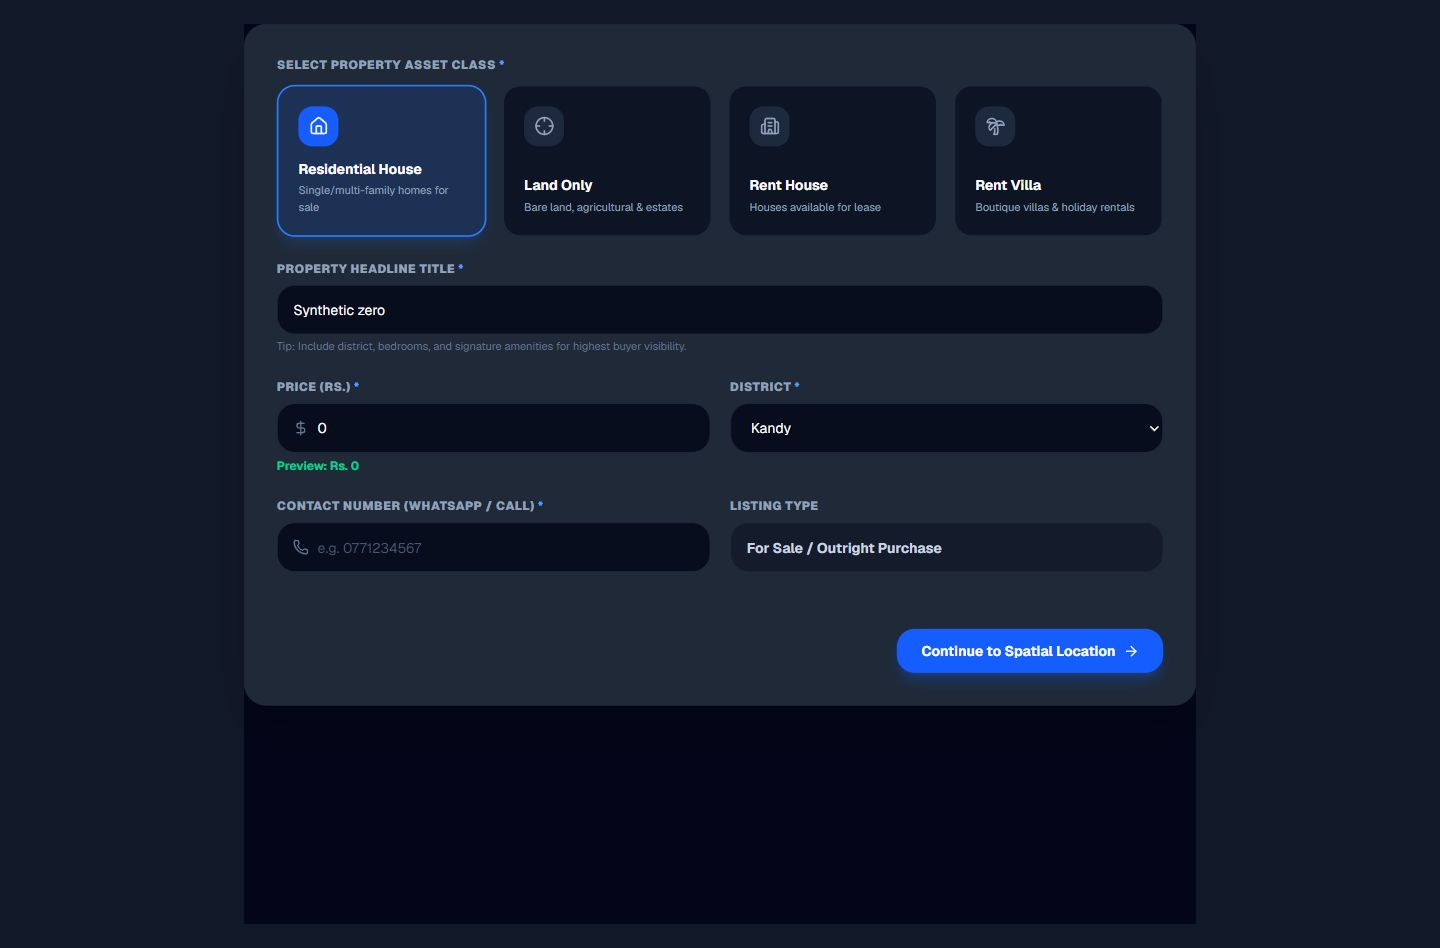 SELECT PROPERTY ASSET CLASS *
Residential House
Single/multi-family homes for
sale
Land Only
Bare land, agricultural & estates
Rent House
Houses available for lease
Rent Villa
Boutique villas & holiday rentals
PROPERTY HEADLINE TITLE *
Synthetic zero
Tip: Include district, bedrooms, and signature amenities for highest buyer visibility.
PRICE (RS.) *
$ 0
Preview: Rs. 0
DISTRICT *
Kandy
CONTACT NUMBER (WHATSAPP / CALL) *
e.g. 0771234567
LISTING TYPE
For Sale / Outright Purchase
Continue to Spatial Location →